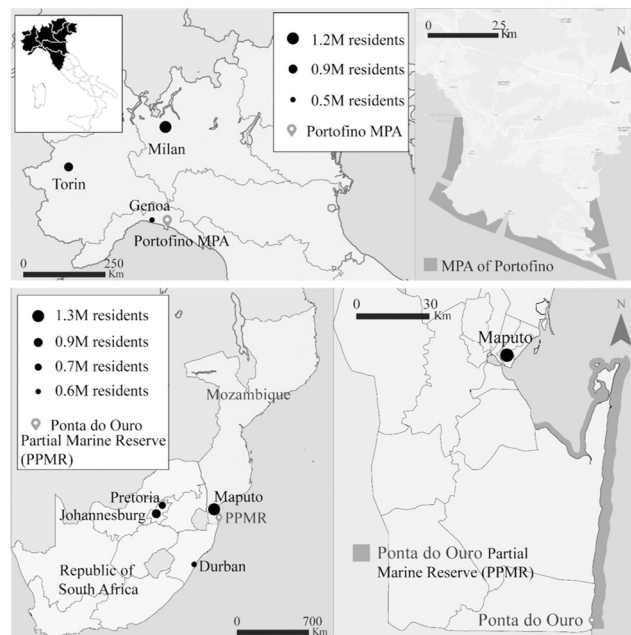 1.2M residents
0.9M residents
0.5M residents
Portofino MPA
Milan
Torin
Genoa
Portofino MPA
0 250
Km
0 25
Km
N
MPA of Portofino
1.3M residents
0.9M residents
0.7M residents
0.6M residents
Ponta do Ouro
Partial Marine Reserve
(PPMR)
Mozambique
Pretoria
Johannesburg
Maputo
PPMR
Republic of
South Africa
Durban
0 700
Km
0 30
Km
N
Maputo
Ponta do Ouro Partial
Marine Reserve (PPMR)
Ponta do Ouro